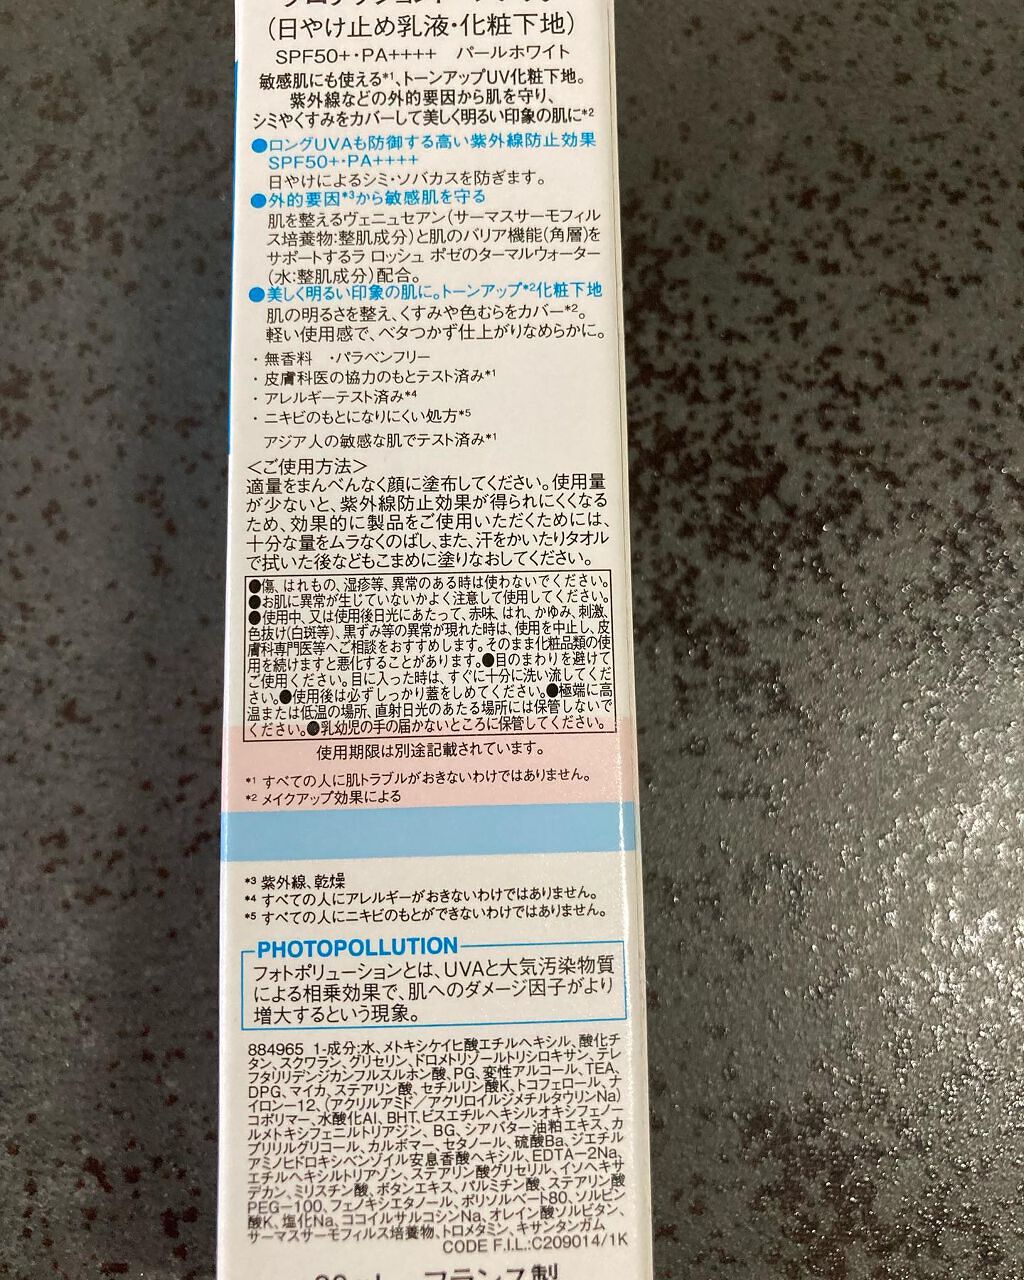 (日やけ止め乳液・化粧下地)
SPF50+・PA++++ パールホワイト
敏感肌にも使える*1、トーンアップUV化粧下地。
紫外線などの外的要因から肌を守り、
シミやくすみをカバーして美しく明るい印象の肌に*2
●ロングUVAも防御する高い紫外線防止効果
SPF50+・PA++++
日やけによるシミ・ソバカスを防ぎます。
●外的要因*3から敏感肌を守る
肌を整えるヴェニュセアン(サーマスサーモフィル
ス培養物:整肌成分)と肌のバリア機能(角層)を
サポートするラ ロッシュ ポゼのターマルウォーター
(水:整肌成分)配合。
●美しく明るい印象の肌に。トーンアップ*2化粧下地
肌の明るさを整え、くすみや色むらをカバー*2。
軽い使用感で、ベタつかず仕上がりなめらかに。
・無香料 ・パラベンフリー
・皮膚科医の協力のもとテスト済み*1
・アレルギーテスト済み*4
・ニキビのもとになりにくい処方*5
アジア人の敏感な肌でテスト済み*1
<ご使用方法>
適量をまんべんなく顔に塗布してください。使用量
が少ないと、紫外線防止効果が得られにくくなる
ため、効果的に製品をご使用いただくためには、
十分な量をムラなくのばし、また、汗をかいたりタオル
で拭いた後などもこまめに塗りなおしてください。
●傷、はれもの、湿疹等、異常のある時は使わないでください。
●お肌に異常が生じていないかよく注意して使用してください。
●使用中、又は使用後日光にあたって、赤味、はれ、かゆみ、刺激、
色抜け(白斑等)、黒ずみ等の異常が現れた時は、使用を中止し、皮
膚科専門医等へご相談をおすすめします。そのまま化粧品類の使
用を続けますと悪化することがあります。●目のまわりを避けて
ご使用ください。目に入った時は、すぐに十分に洗い流してくだ
さい。●使用後は必ずしっかり蓋をしめてください。●極端に高
温または低温の場所、直射日光のあたる場所には保管しないで
ください。●乳幼児の手の届かないところに保管してください。
使用期限は別途記載されています。
*1 すべての人に肌トラブルがおきないわけではありません。
*2 メイクアップ効果による
*3 紫外線、乾燥
*4 すべての人にアレルギーがおきないわけではありません。
*5 すべての人にニキビのもとができないわけではありません。
PHOTOPOLLUTION
フォトポリューションとは、UVAと大気汚染物質
による相乗効果で、肌へのダメージ因子がより
増大するという現象。
884965 1-成分:水、メトキシケイヒ酸エチルヘキシル、酸化チ
タン、スクワラン、グリセリン、ドロメトリゾールトリシロキサン、テレ
フタリリデンジカンフルスルホン酸、PG、変性アルコール、TEA、
DPG、マイカ、ステアリン酸、セチルリン酸K、トコフェロール、ナ
イロン-12、(アクリルアミド/アクリロイルジメチルタウリンNa)
コポリマー、水酸化Al、BHT、ビスエチルヘキシルオキシフェノー
ルメトキシフェニルトリアジン、BG、シアバター油粕エキス、カ
プリリルグリコール、カルボマー、セタノール、硫酸Ba、ジエチル
アミノヒドロキシベンゾイル安息香酸ヘキシル、EDTA-2Na、
エチルヘキシルトリアゾン、ステアリン酸グリセリル、イソヘキサ
デカン、ミリスチン酸、ボタンエキス、パルミチン酸、ステアリン酸
PEG-100、フェノキシエタノール、ポリソルベート80、ソルビン
酸K、塩化Na、ココイルサルコシンNa、オレイン酸ソルビタン、
サーマスサーモフィルス培養物、トロメタミン、キサンタンガム
CODE F.I.L.:C209014/1K
フランス製